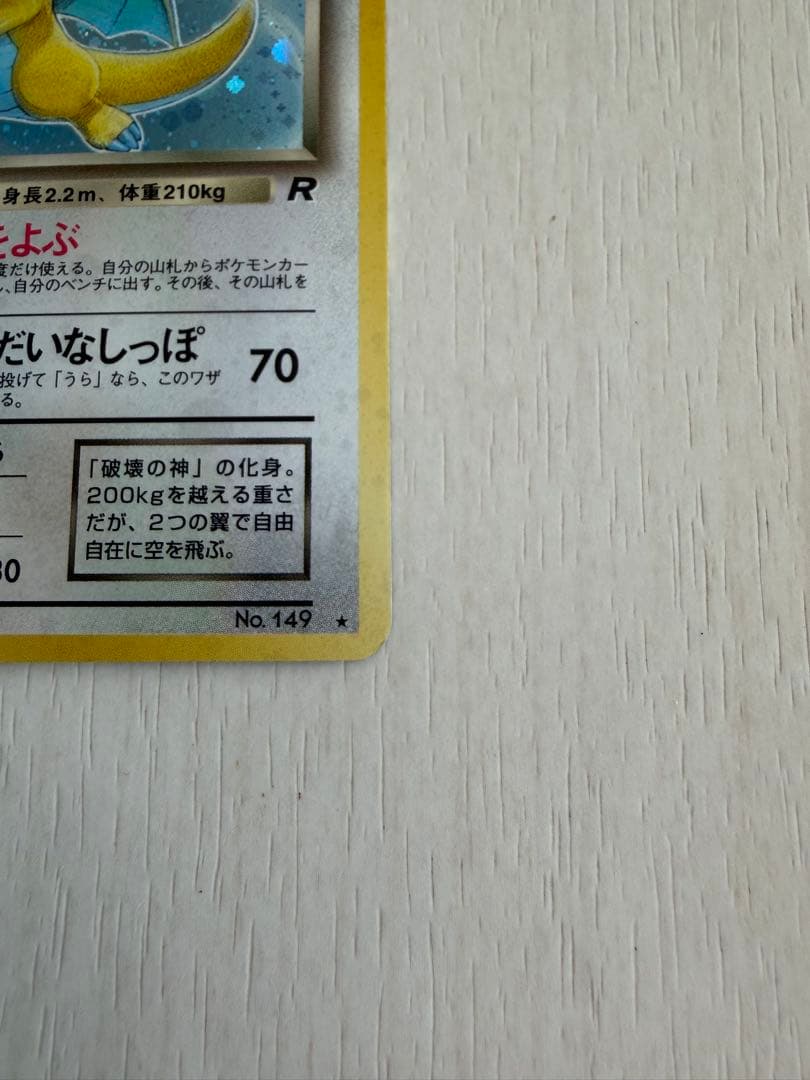 身長2.2m、体重210kg
R
をよぶ
度だけ使える。自分の山札からポケモンカー
、自分のベンチに出す。その後、その山札を
だいなしっぽ 70
投げて「うら」なら、このワザ
る。
「破壊の神」の化身。
200kgを越える重さ
だが、2つの翼で自由
自在に空を飛ぶ。
30
No. 149 ★